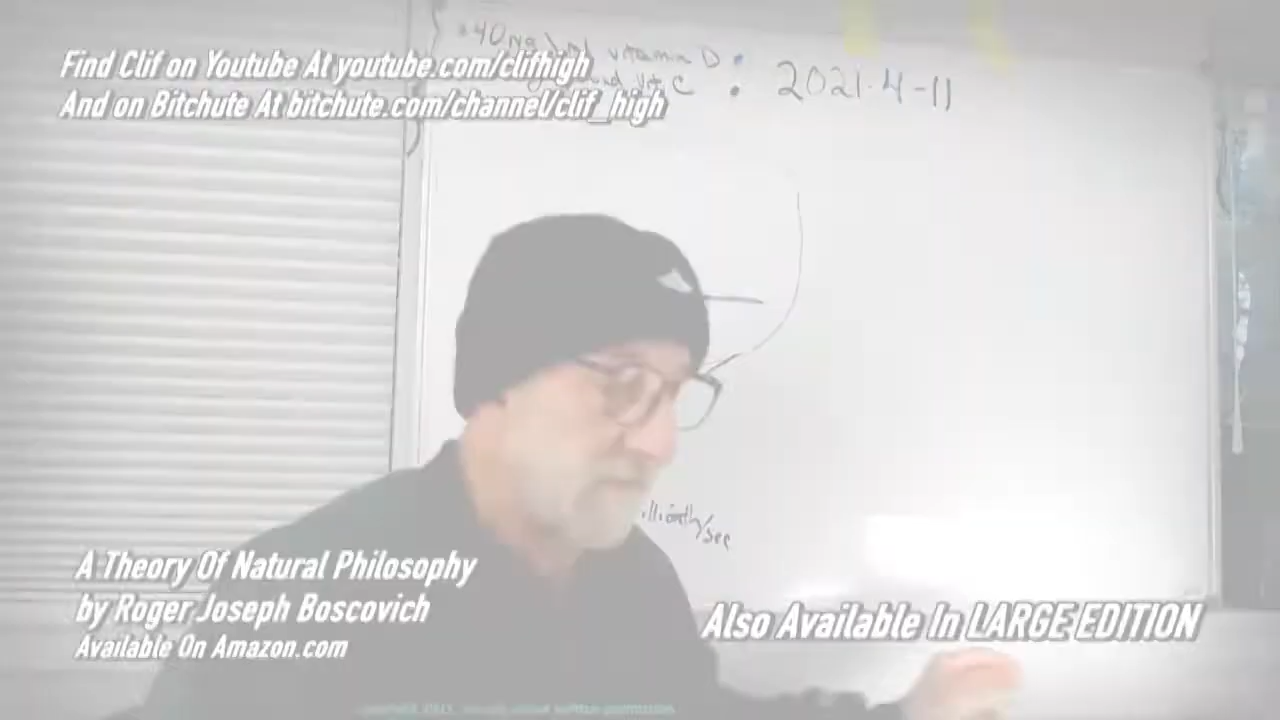 Find Clif on Youtube At youtube.com/clifhigh
And on Bitchute At bitchute.com/channel/clif_high
vitamin D
C
2021-4-11
/sec
A Theory Of Natural Philosophy
by Roger Joseph Boscovich
Available On Amazon.com
Also Available In LARGE EDITION